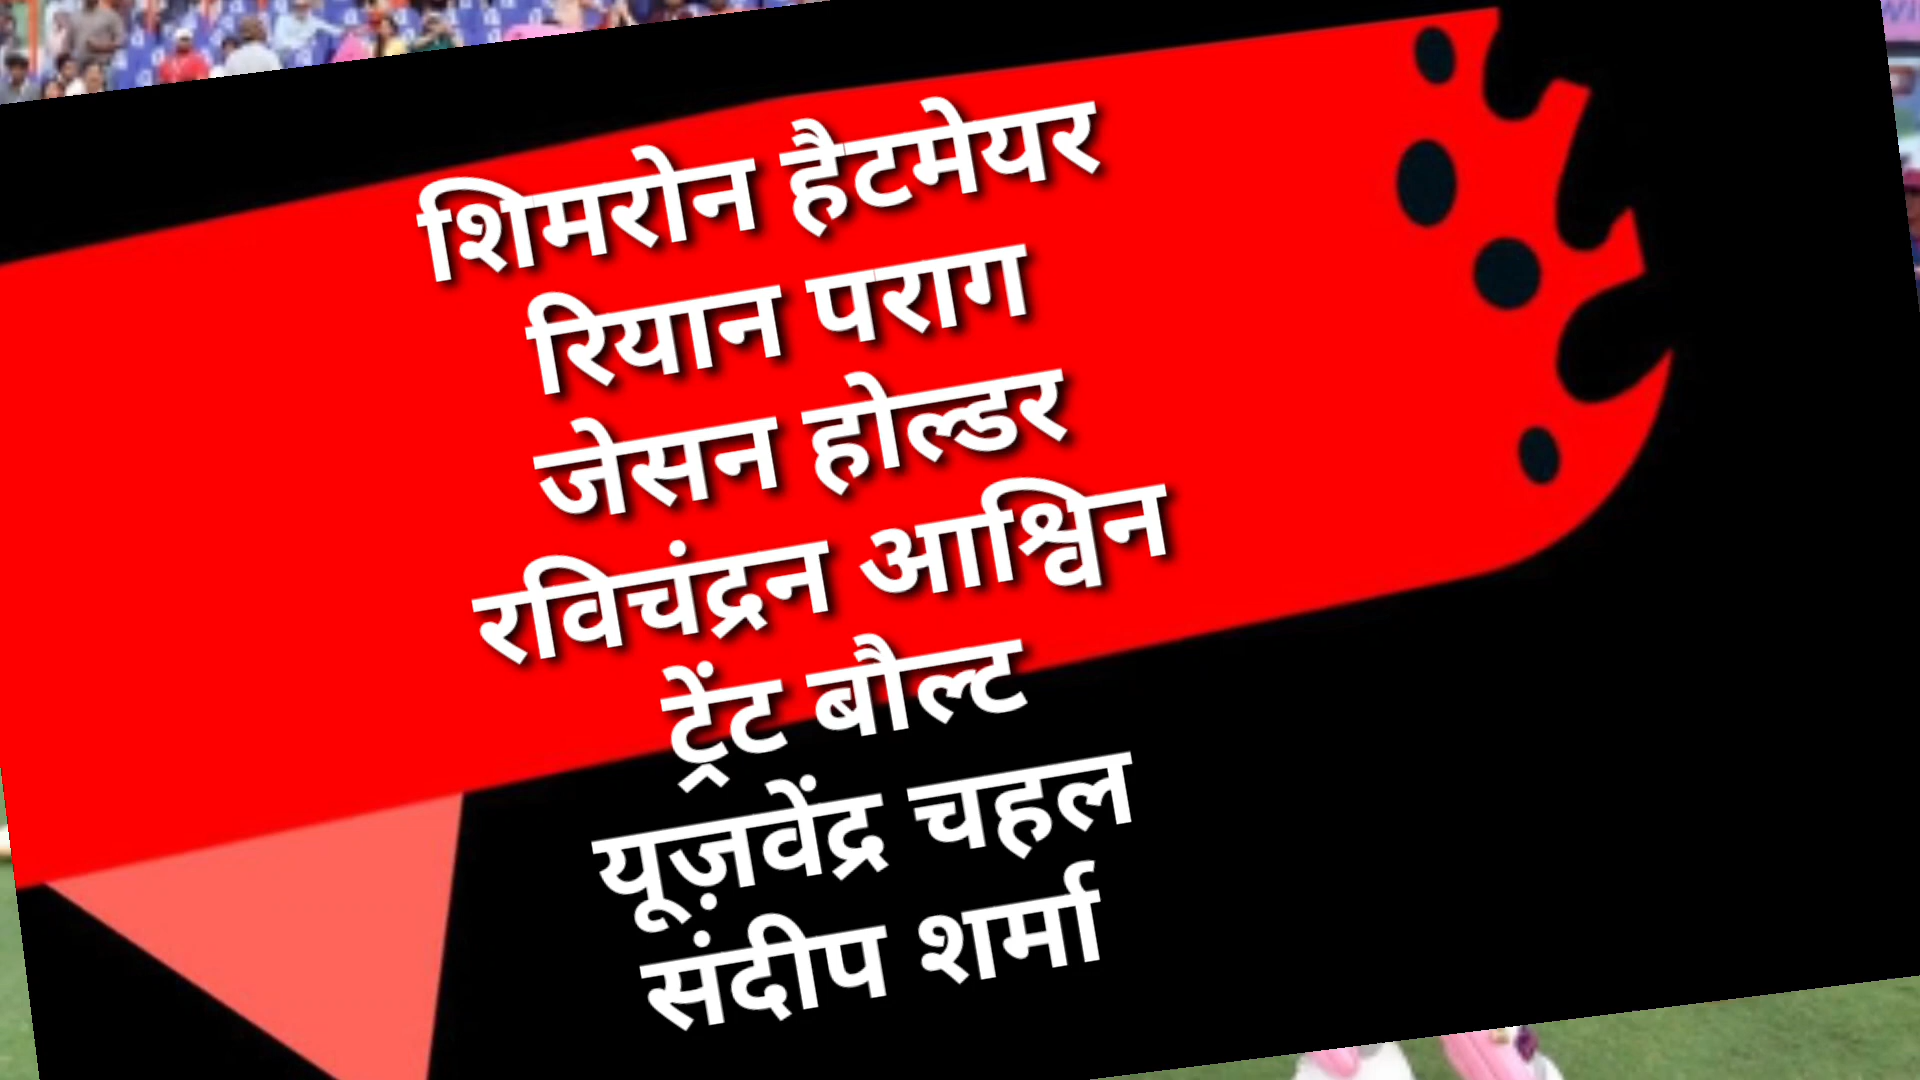 शिमरोन हैटमेयर
रियान पराग
जेसन होल्डर
रविचंद्रन आश्विन
ट्रेंट बौल्ट
यूज़वेंद्र चहल
संदीप शर्मा